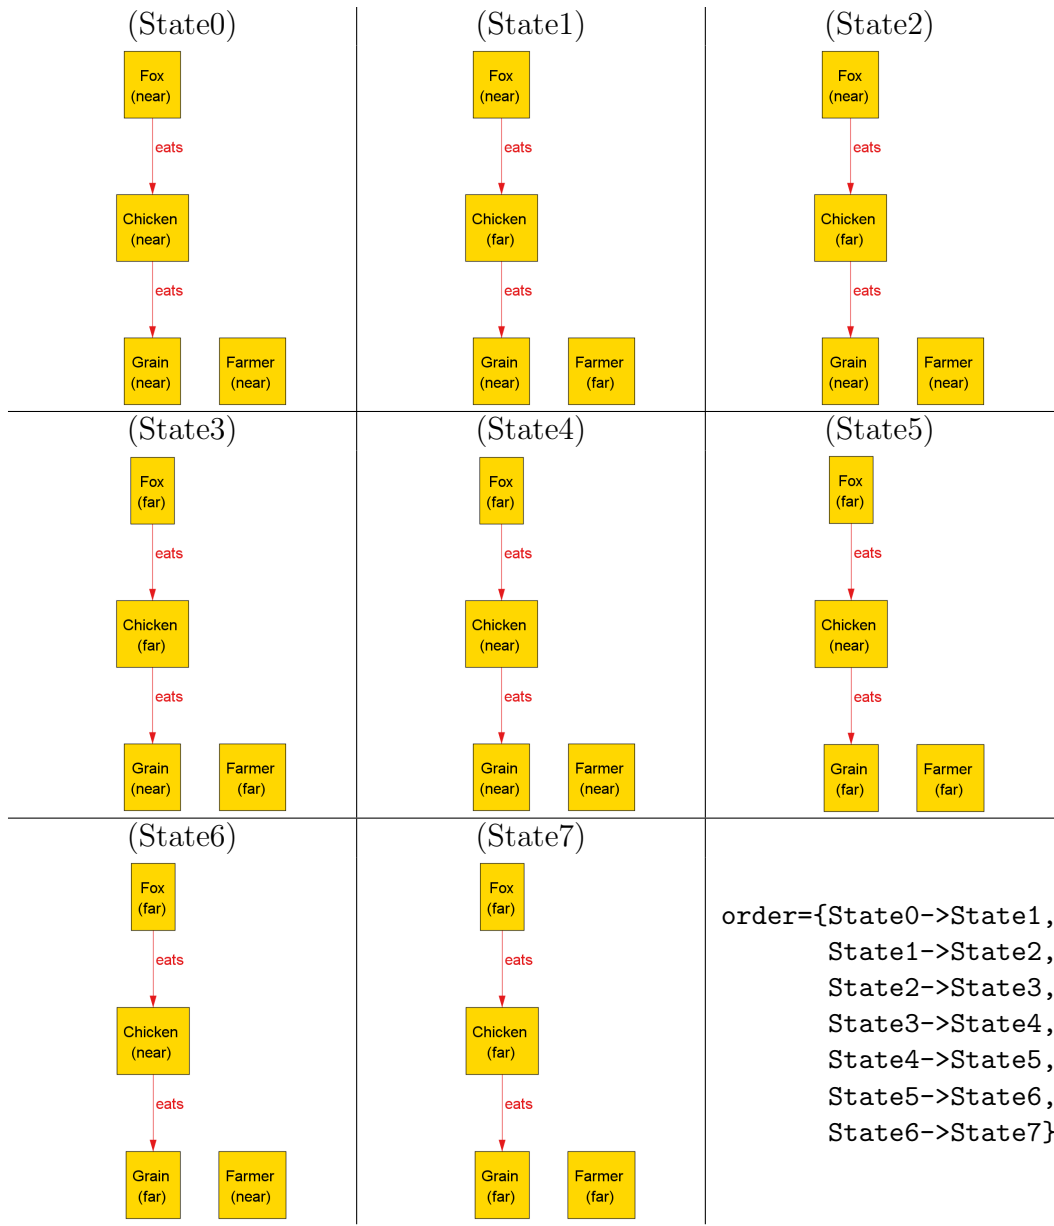 (State0)
Fox
(near)
eats
Chicken
(near)
eats
Grain
(near)
Farmer
(near)
(State1)
Fox
(near)
eats
Chicken
(far)
eats
Grain
(near)
Farmer
(far)
(State2)
Fox
(near)
eats
Chicken
(far)
eats
Grain
(near)
Farmer
(near)
(State3)
Fox
(far)
eats
Chicken
(far)
eats
Grain
(near)
Farmer
(far)
(State4)
Fox
(far)
eats
Chicken
(near)
eats
Grain
(near)
Farmer
(near)
(State5)
Fox
(far)
eats
Chicken
(near)
eats
Grain
(far)
Farmer
(far)
(State6)
Fox
(far)
eats
Chicken
(near)
eats
Grain
(far)
Farmer
(near)
(State7)
Fox
(far)
eats
Chicken
(far)
eats
Grain
(far)
Farmer
(far)
order={State0->State1,
State1->State2,
State2->State3,
State3->State4,
State4->State5,
State5->State6,
State6->State7}